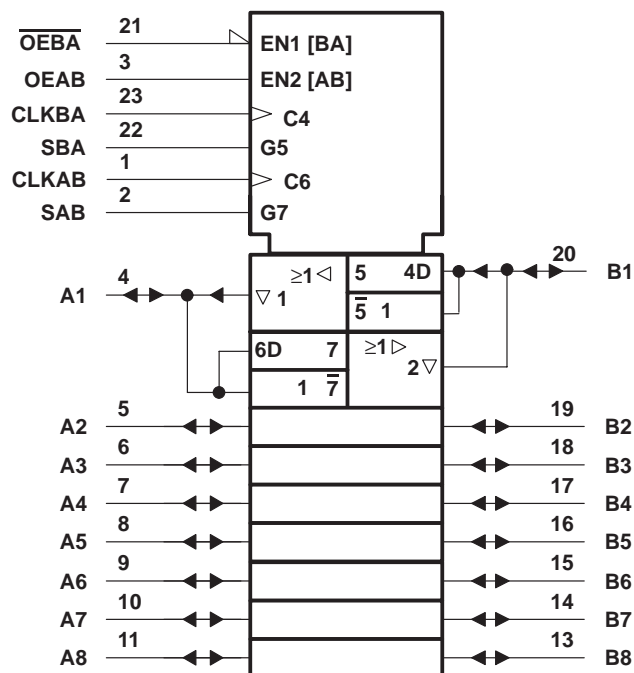 21
O̅E̅B̅A̅ EN1 [BA]
3
OEAB EN2 [AB]
23
CLKBA C4
22
SBA G5
1
CLKAB C6
2
SAB G7
4 ≥1 ◁ 5 4D 20
A1 ▽ 1 5̅ 1 B1
6D 7 ≥1 ▷
1 7̅ 2 ▽
5 19
A2 B2
6 18
A3 B3
7 17
A4 B4
8 16
A5 B5
9 15
A6 B6
10 14
A7 B7
11 13
A8 B8